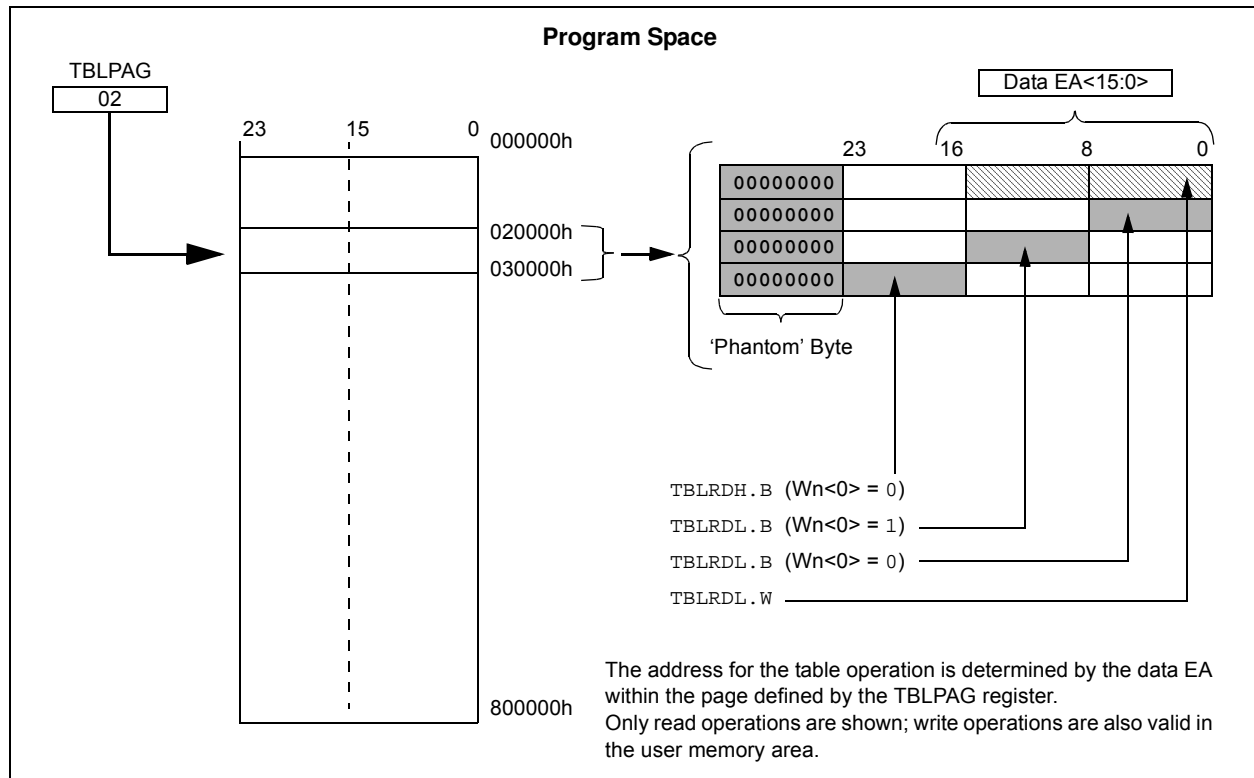 Program Space
TBLPAG
02
Data EA<15:0>
23 15 0
000000h
020000h
030000h
800000h
23 16 8 0
00000000
00000000
00000000
00000000
‘Phantom’ Byte
TBLRDH.B (Wn<0> = 0)
TBLRDL.B (Wn<0> = 1)
TBLRDL.B (Wn<0> = 0)
TBLRDL.W
The address for the table operation is determined by the data EA
within the page defined by the TBLPAG register.
Only read operations are shown; write operations are also valid in
the user memory area.